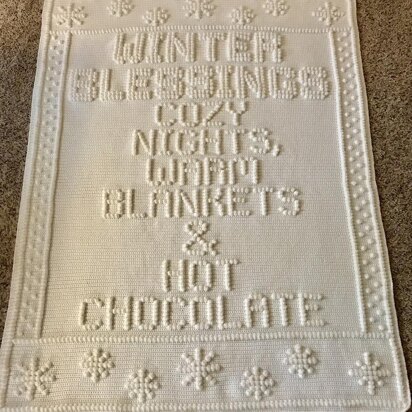 WINTER
BLESSINGS
COZY
NIGHTS,
WARM
BLANKETS
&
HOT
CHOCOLATE